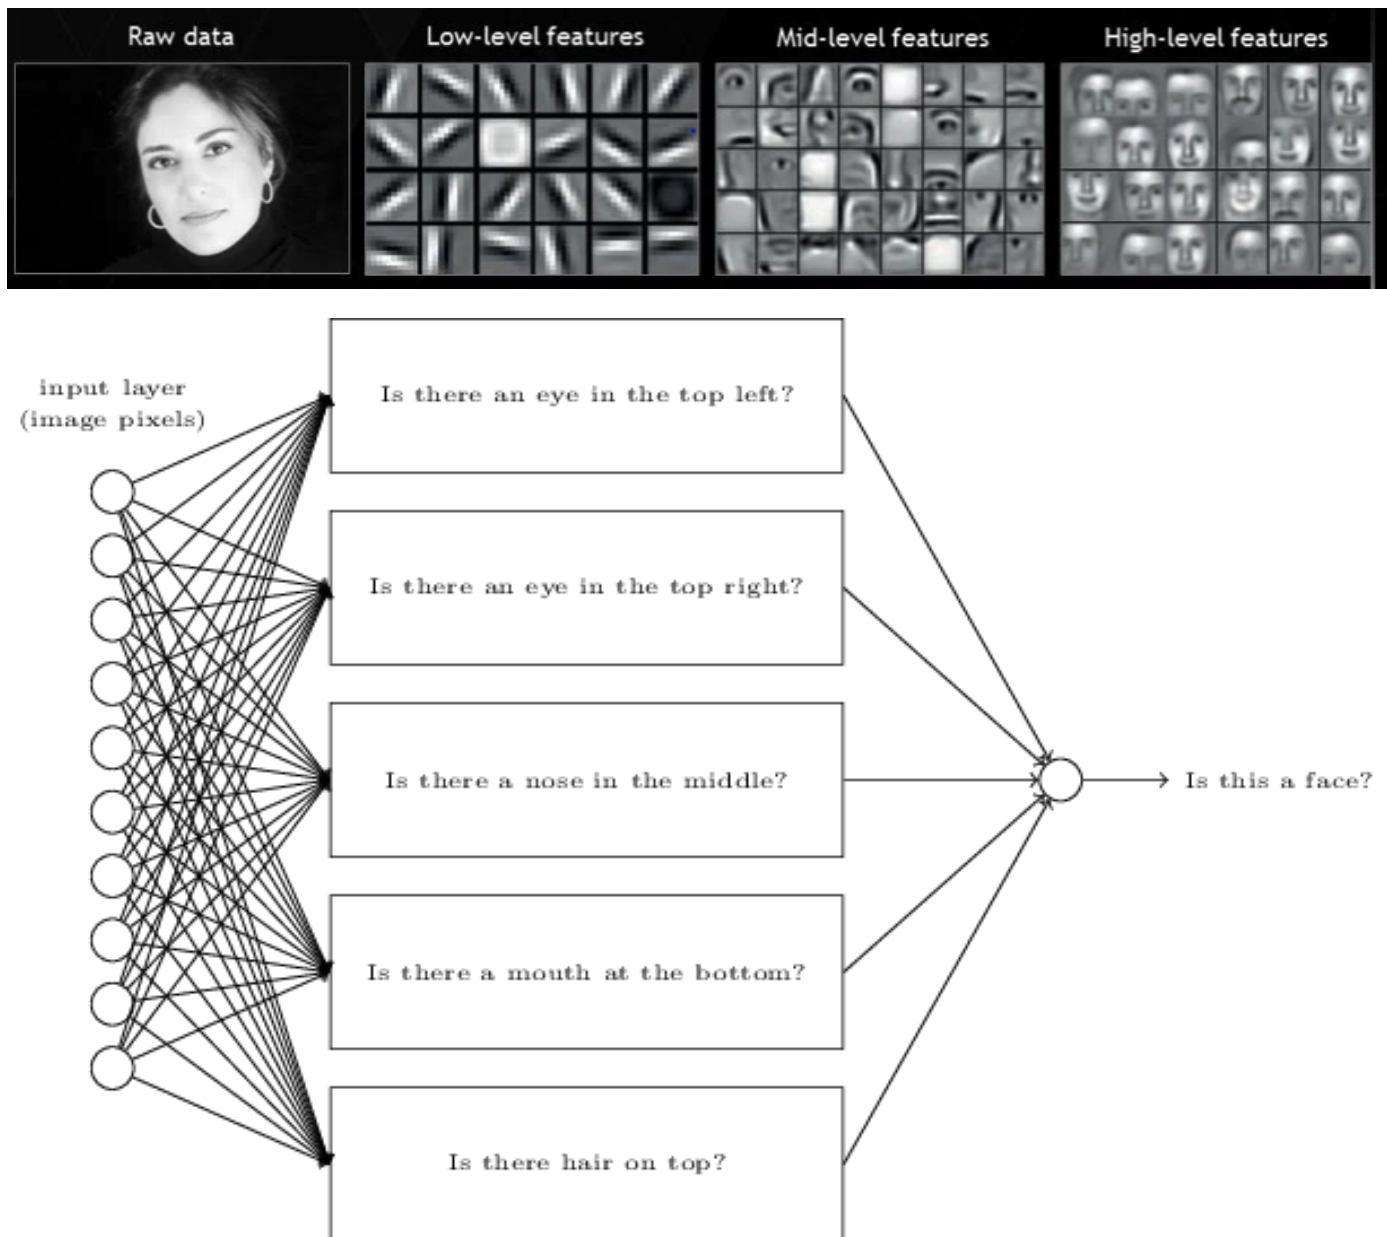 Raw data
Low-level features
Mid-level features
High-level features
input layer
(image pixels)
Is there an eye in the top left?
Is there an eye in the top right?
Is there a nose in the middle?
Is there a mouth at the bottom?
Is there hair on top?
Is this a face?